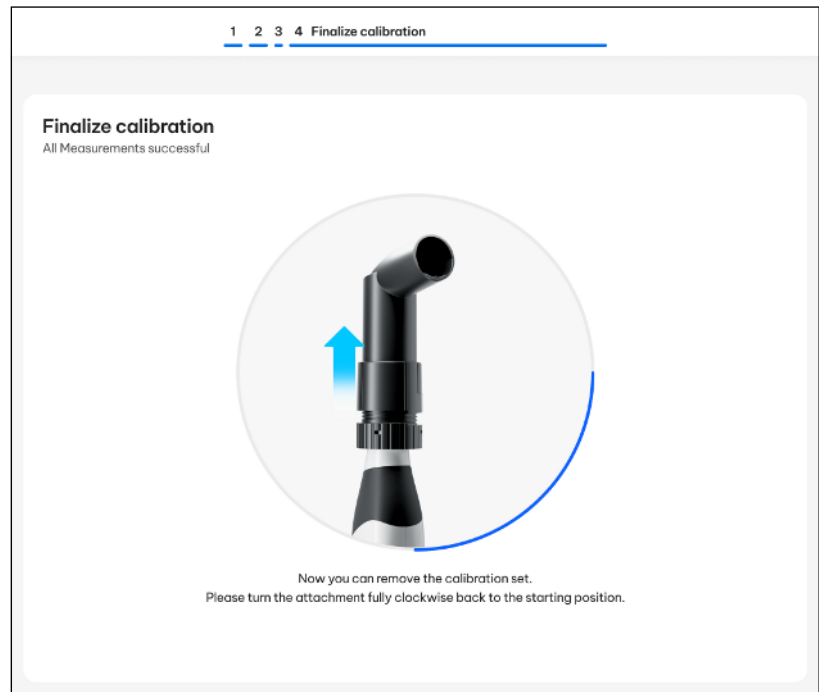 1 2 3 4 Finalize calibration
Finalize calibration
All Measurements successful
Now you can remove the calibration set.
Please turn the attachment fully clockwise back to the starting position.